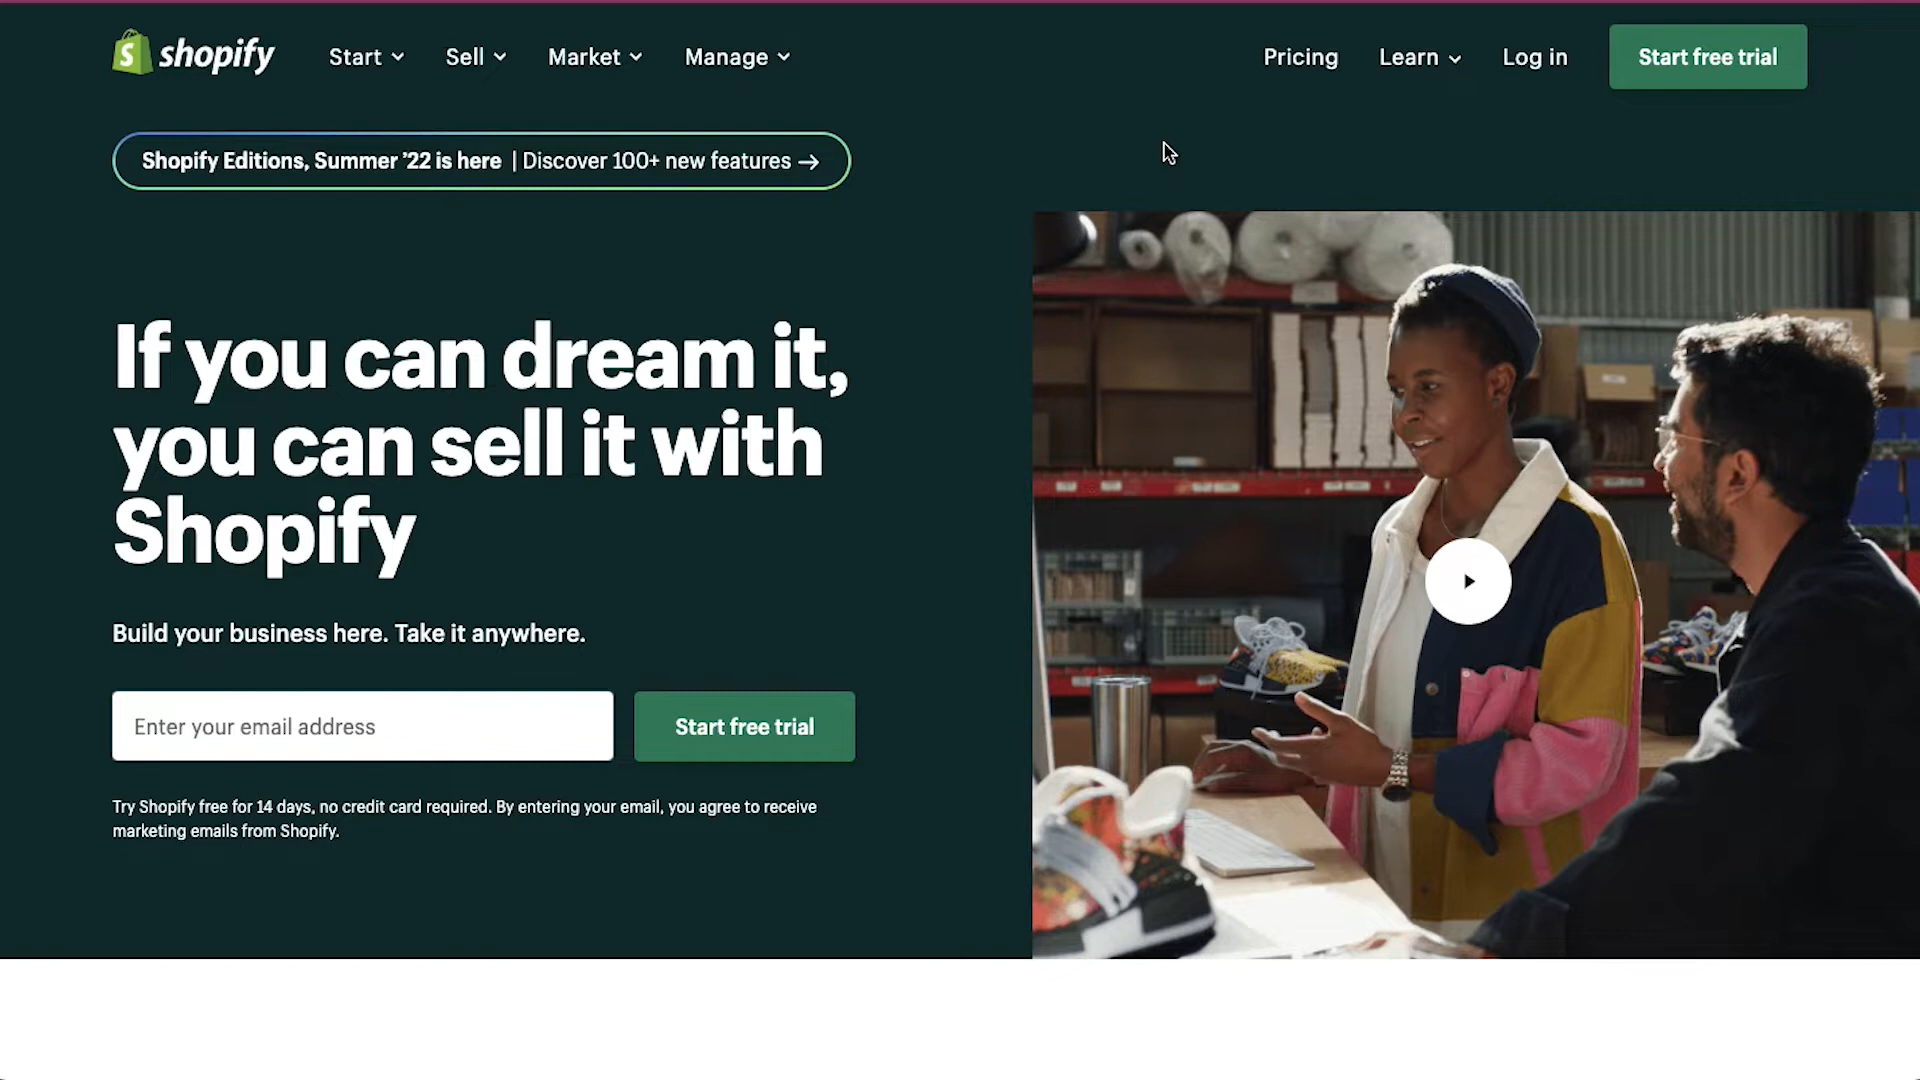 shopify
Start
Sell
Market
Manage
Pricing
Learn
Log in
Start free trial
Shopify Editions, Summer ’22 is here | Discover 100+ new features →
If you can dream it,
you can sell it with
Shopify
Build your business here. Take it anywhere.
Enter your email address
Start free trial
Try Shopify free for 14 days, no credit card required. By entering your email, you agree to receive
marketing emails from Shopify.